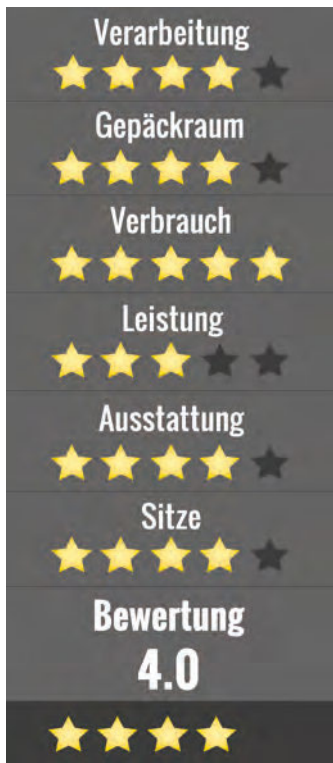 Verarbeitung
Gepäckraum
Verbrauch
Leistung
Ausstattung
Sitze
Bewertung
4.0